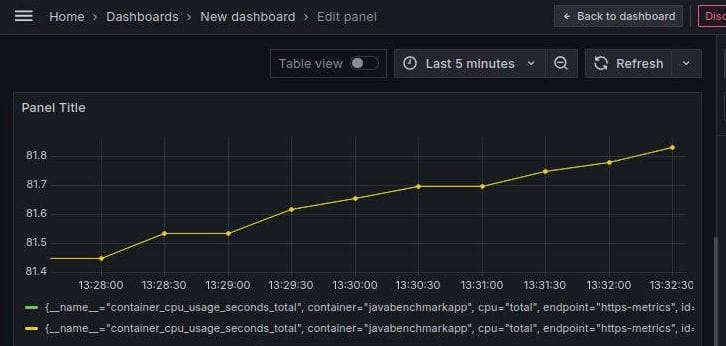 Home > Dashboards > New dashboard > Edit panel
← Back to dashboard
Disc
Table view
Last 5 minutes
Refresh
Panel Title
81.8
81.7
81.6
81.5
81.4
13:28:00 13:28:30 13:29:00 13:29:30 13:30:00 13:30:30 13:31:00 13:31:30 13:32:00 13:32:30
{__name__="container_cpu_usage_seconds_total", container="javabenchmarkapp", cpu="total", endpoint="https-metrics", id=
{__name__="container_cpu_usage_seconds_total", container="javabenchmarkapp", cpu="total", endpoint="https-metrics", id=